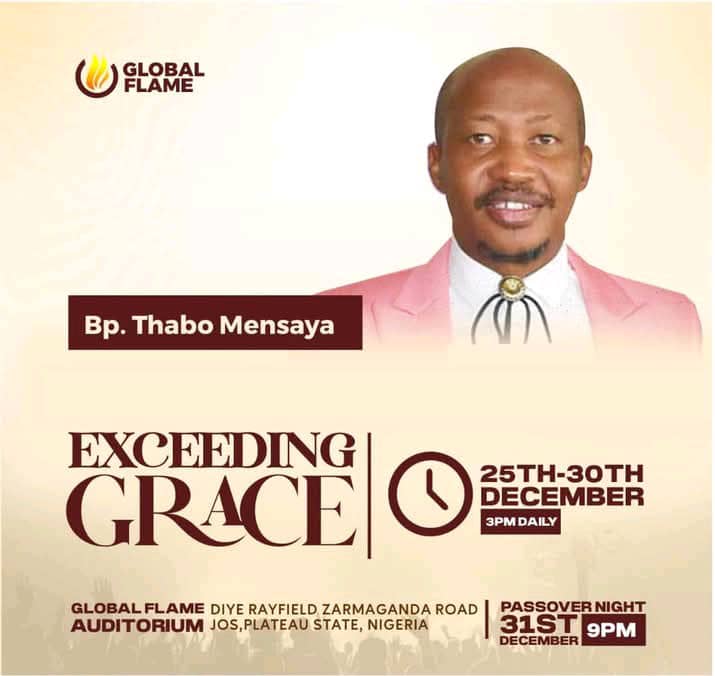 GLOBAL
FLAME
Bp. Thabo Mensaya
EXCEEDING
GRACE
25TH-30TH
DECEMBER
3PM DAILY
GLOBAL FLAME
AUDITORIUM
DIYE RAYFIELD ZARMAGANDA ROAD
JOS,PLATEAU STATE, NIGERIA
PASSOVER NIGHT
31ST
DECEMBER
9PM